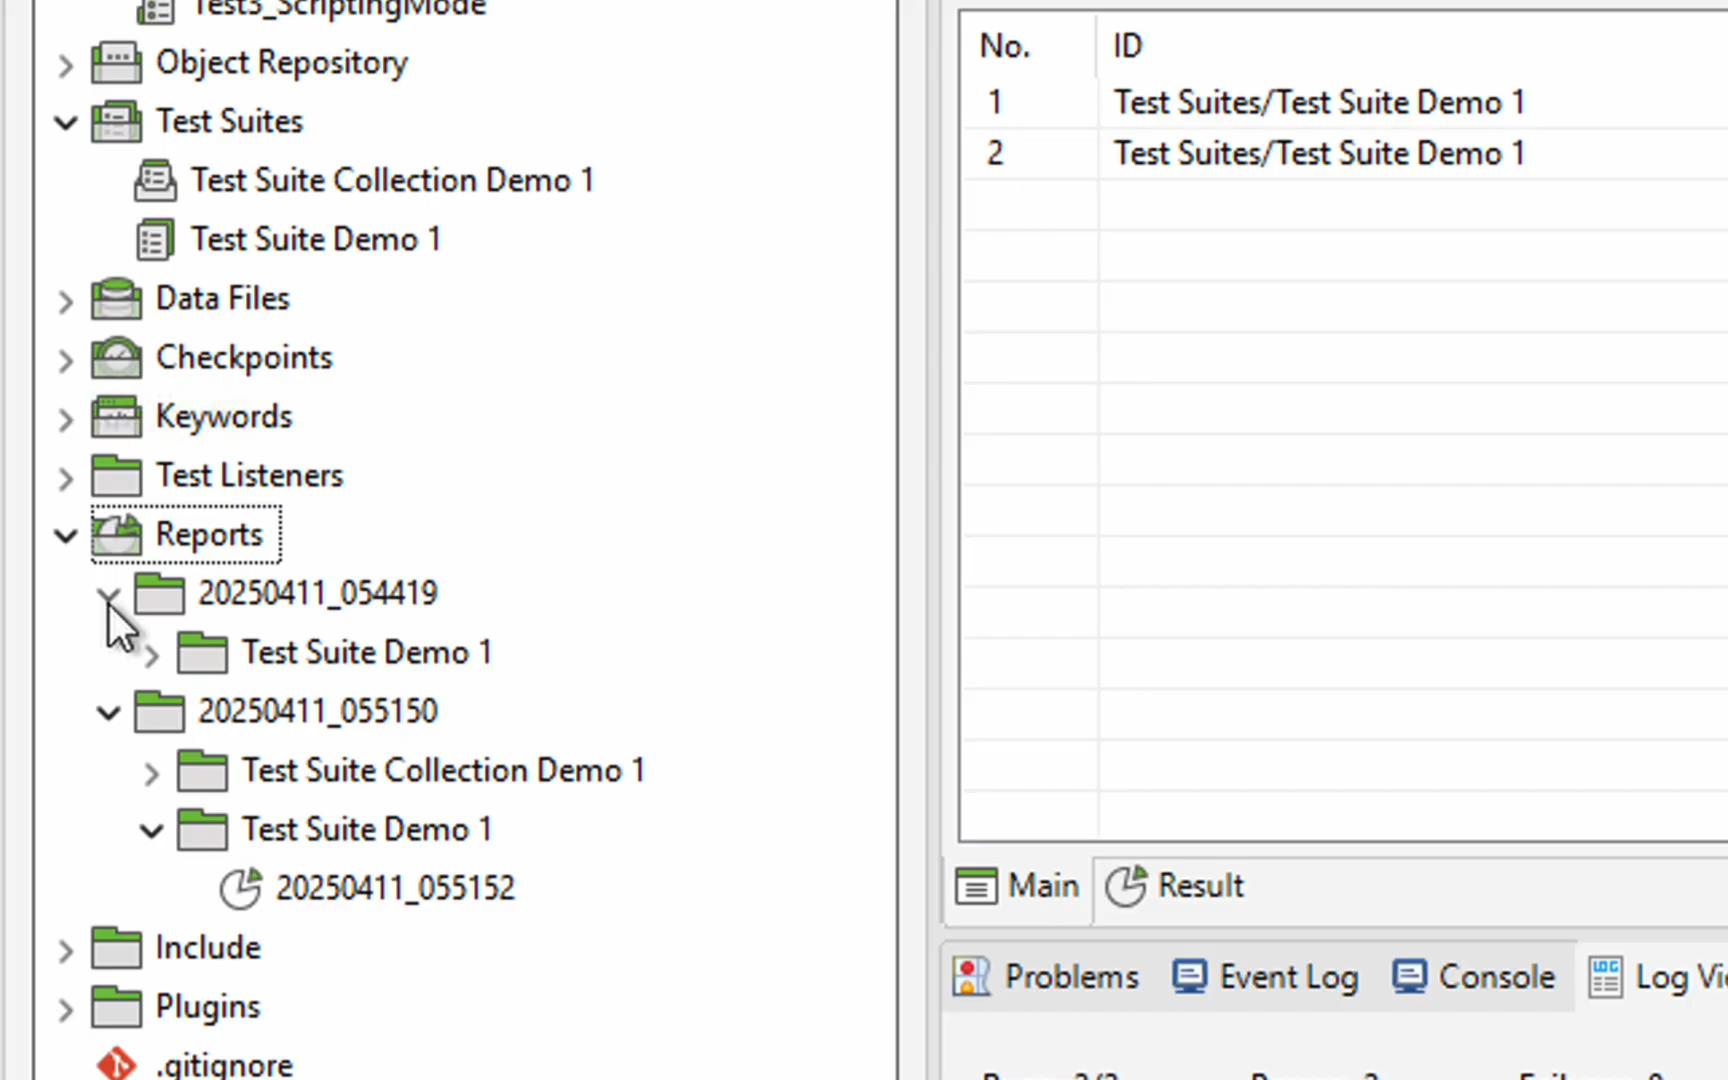 Test3_ScriptingMode
Object Repository
Test Suites
Test Suite Collection Demo 1
Test Suite Demo 1
Data Files
Checkpoints
Keywords
Test Listeners
Reports
20250411_054419
Test Suite Demo 1
20250411_055150
Test Suite Collection Demo 1
Test Suite Demo 1
20250411_055152
Include
Plugins
.gitignore
No. ID
1 Test Suites/Test Suite Demo 1
2 Test Suites/Test Suite Demo 1
Main Result
Problems Event Log Console Log Vi